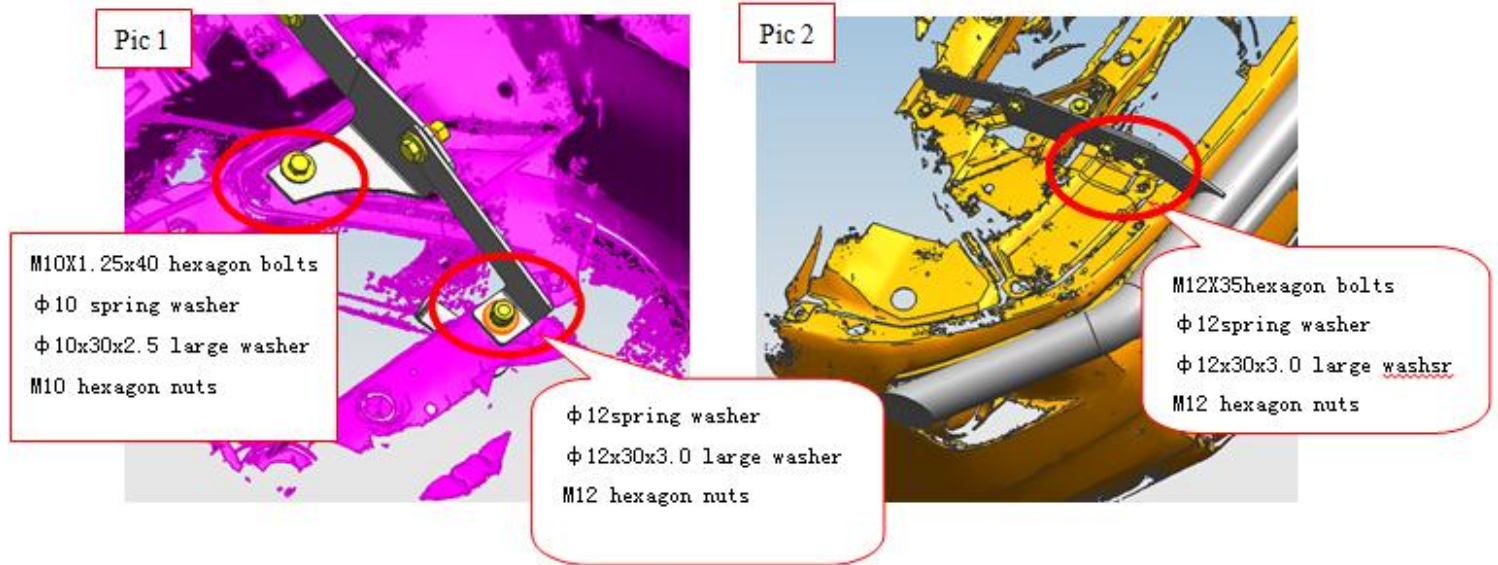 Pic 1
M10X1.25x40 hexagon bolts
φ10 spring washer
φ10x30x2.5 large washer
M10 hexagon nuts
φ12spring washer
φ12x30x3.0 large washer
M12 hexagon nuts
Pic 2
M12X35hexagon bolts
φ12spring washer
φ12x30x3.0 large washsr
M12 hexagon nuts